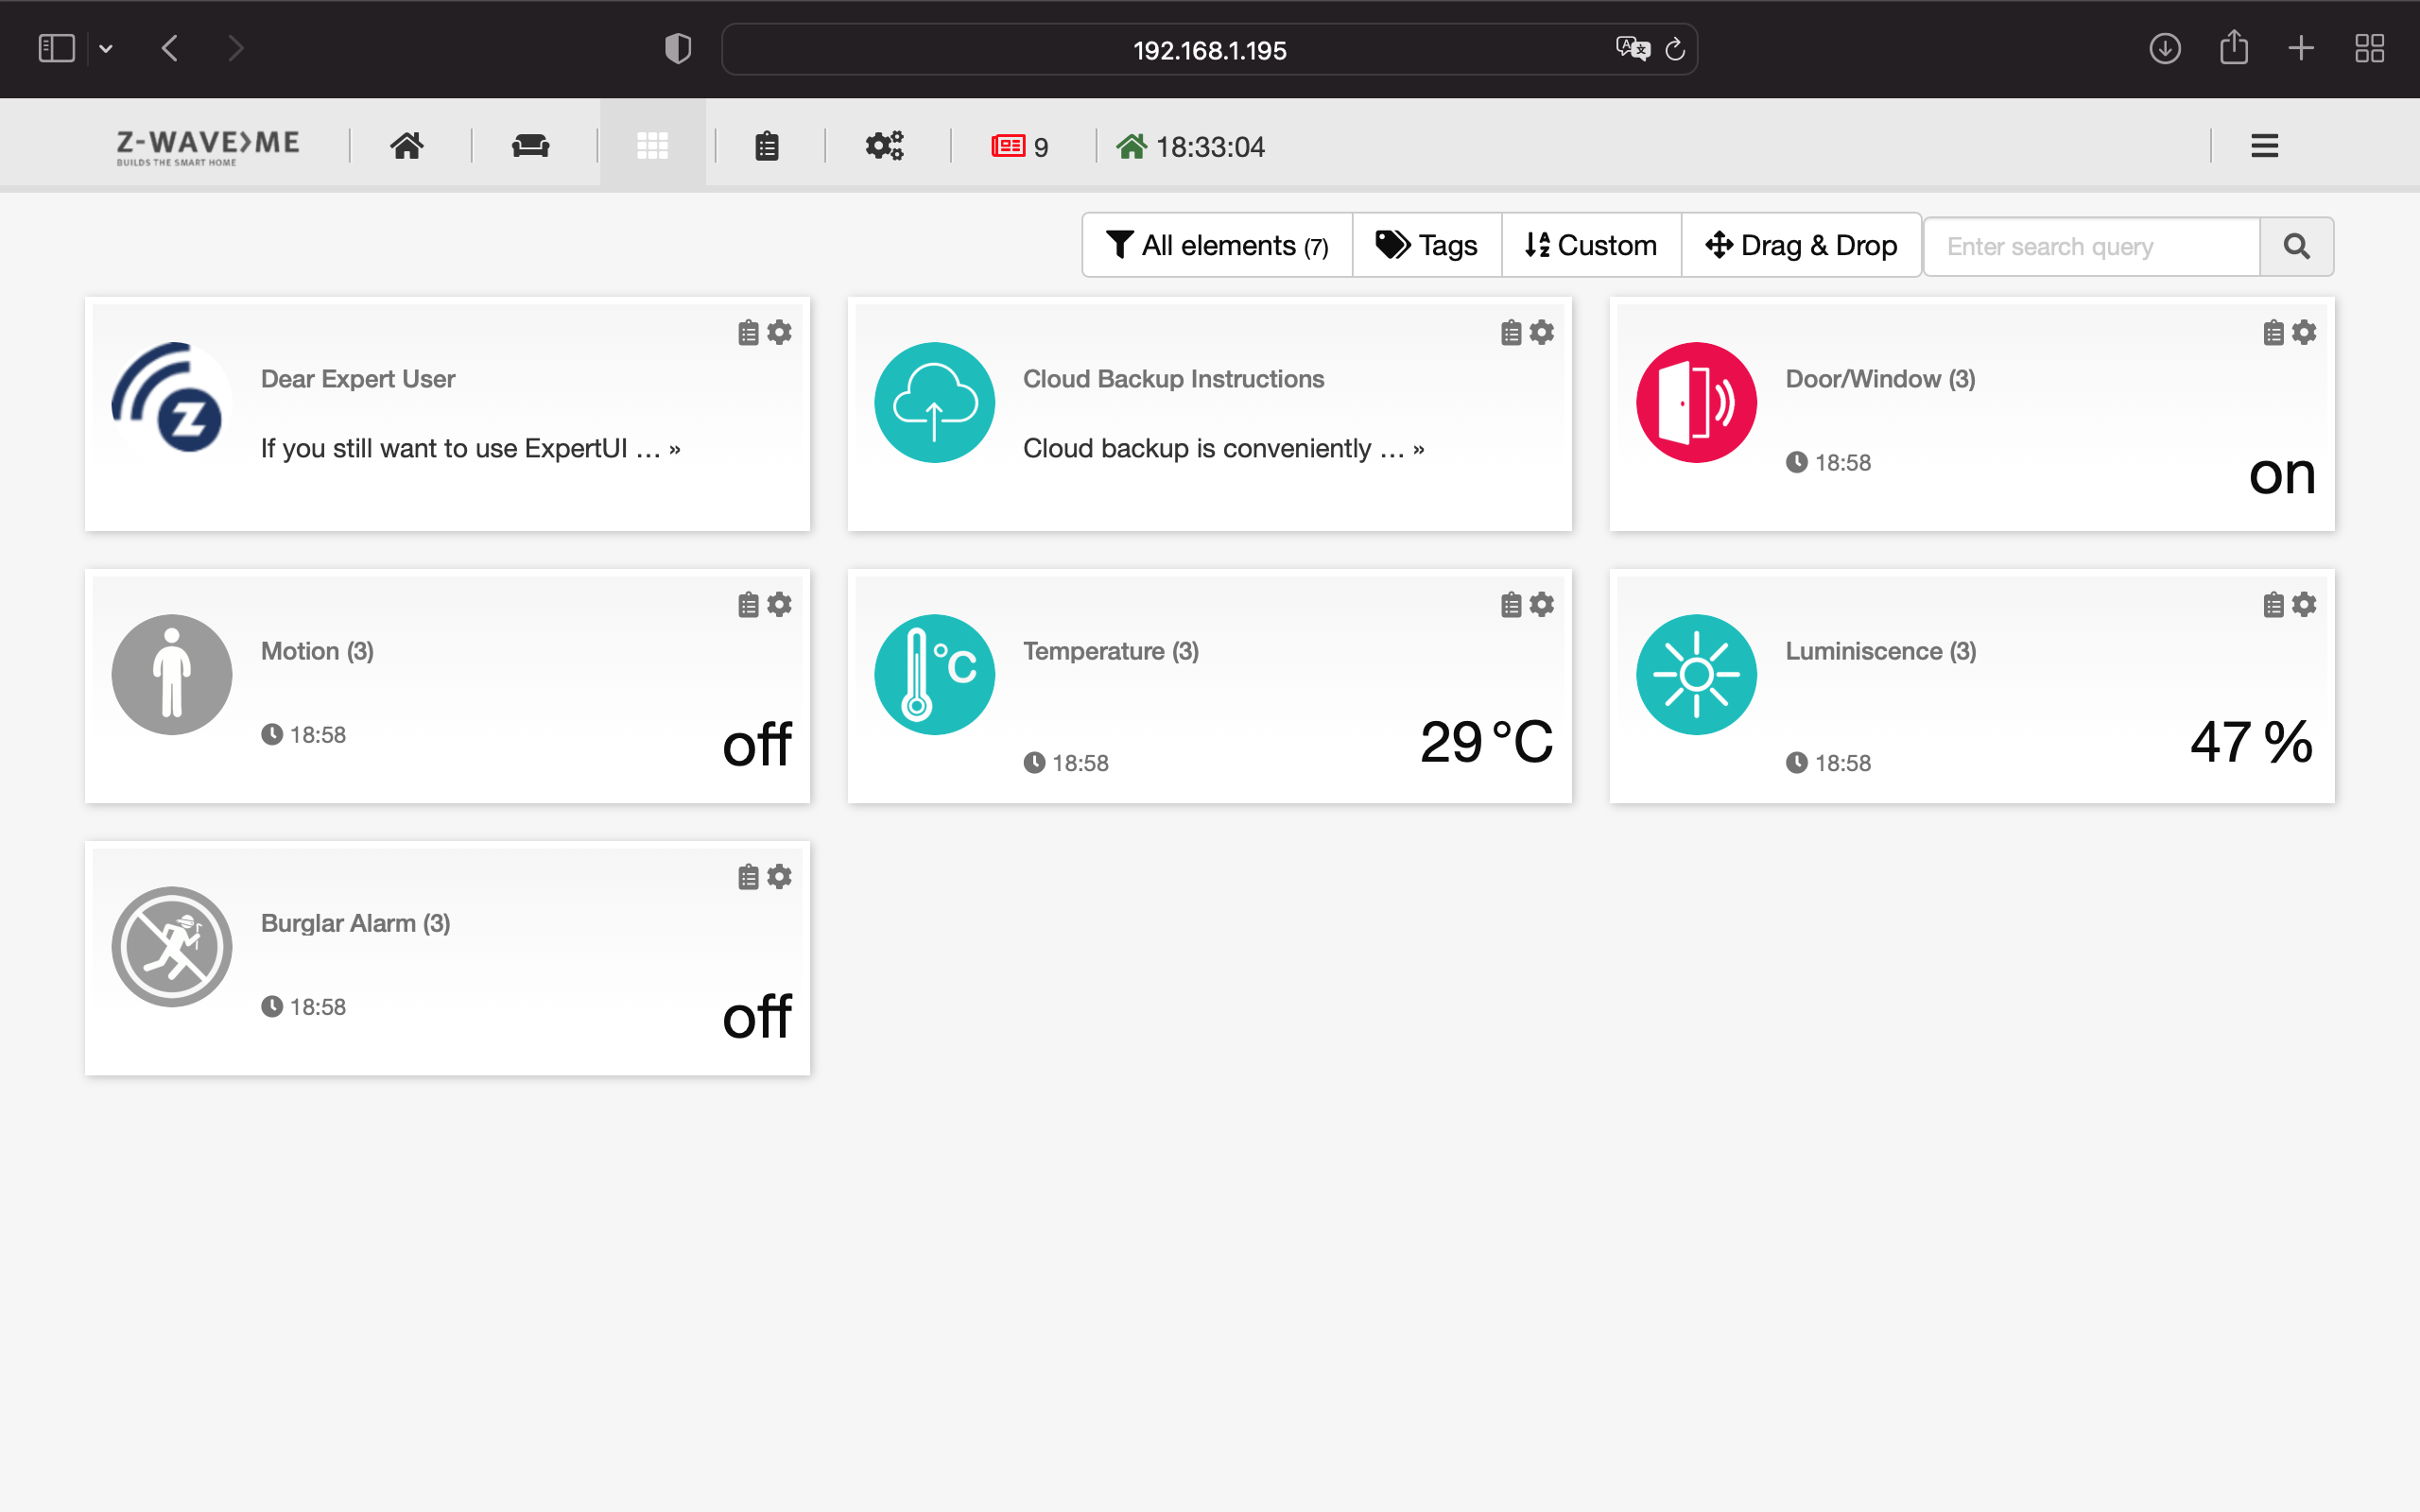 192.168.1.195
Z-WAVE>ME
BUILDS THE SMART HOME
9
18:33:04
All elements (7)
Tags
Custom
Drag & Drop
Enter search query
Dear Expert User
If you still want to use ExpertUI ... »
Cloud Backup Instructions
Cloud backup is conveniently ... »
Door/Window (3)
18:58
on
Motion (3)
18:58
off
Temperature (3)
°C
18:58
29 °C
Luminiscence (3)
18:58
47 %
Burglar Alarm (3)
18:58
off